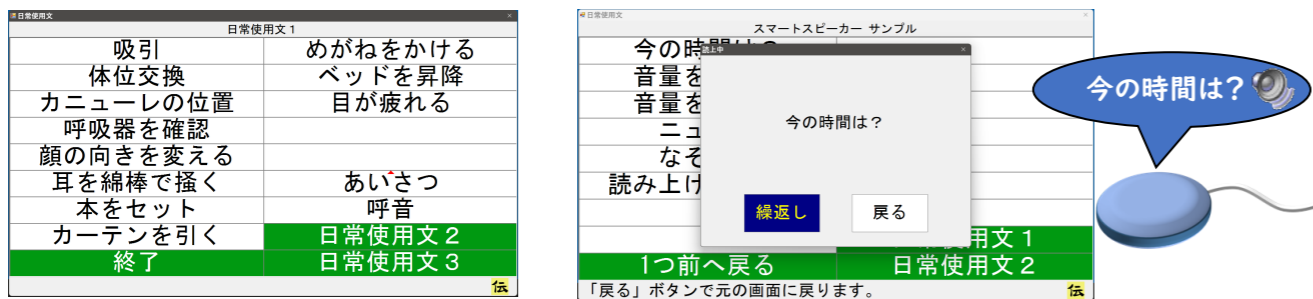 日常使用文
日常使用文1
吸引 めがねをかける
体位交換 ベッドを昇降
カニューレの位置 目が疲れる
呼吸器を確認
顔の向きを変える
耳を綿棒で掻く あいさつ
本をセット 呼音
カーテンを引く 日常使用文2
終了 日常使用文3
伝
日常使用文
スマートスピーカー サンプル
今の時間は?
音量を
音量を
ニュ
なぞ
読み上げ
使用文1
1つ前へ戻る 日常使用文2
「戻る」ボタンで元の画面に戻ります。
伝
読上中
今の時間は?
繰返し 戻る
今の時間は?